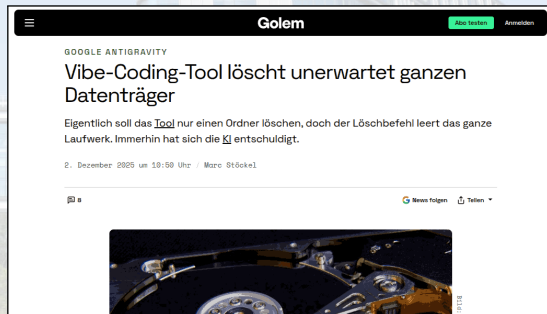 Golem
Abo testen
Anmelden
GOOGLE ANTIGRAVITY
Vibe-Coding-Tool löscht unerwartet ganzen
Datenträger
Eigentlich soll das Tool nur einen Ordner löschen, doch der Löschbefehl leert das ganze
Laufwerk. Immerhin hat sich die KI entschuldigt.
2. Dezember 2025 um 10:50 Uhr / Marc Stöckel
8
News folgen
Teilen